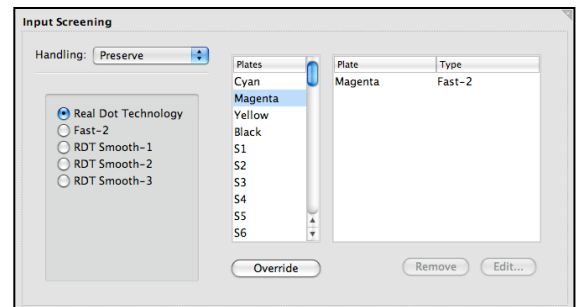 Input Screening
Handling: Preserve
Real Dot Technology
Fast-2
RDT Smooth-1
RDT Smooth-2
RDT Smooth-3
Plates
Cyan
Magenta
Yellow
Black
S1
S2
S3
S4
S5
S6
Override
Plate Type
Magenta Fast-2
Remove Edit...